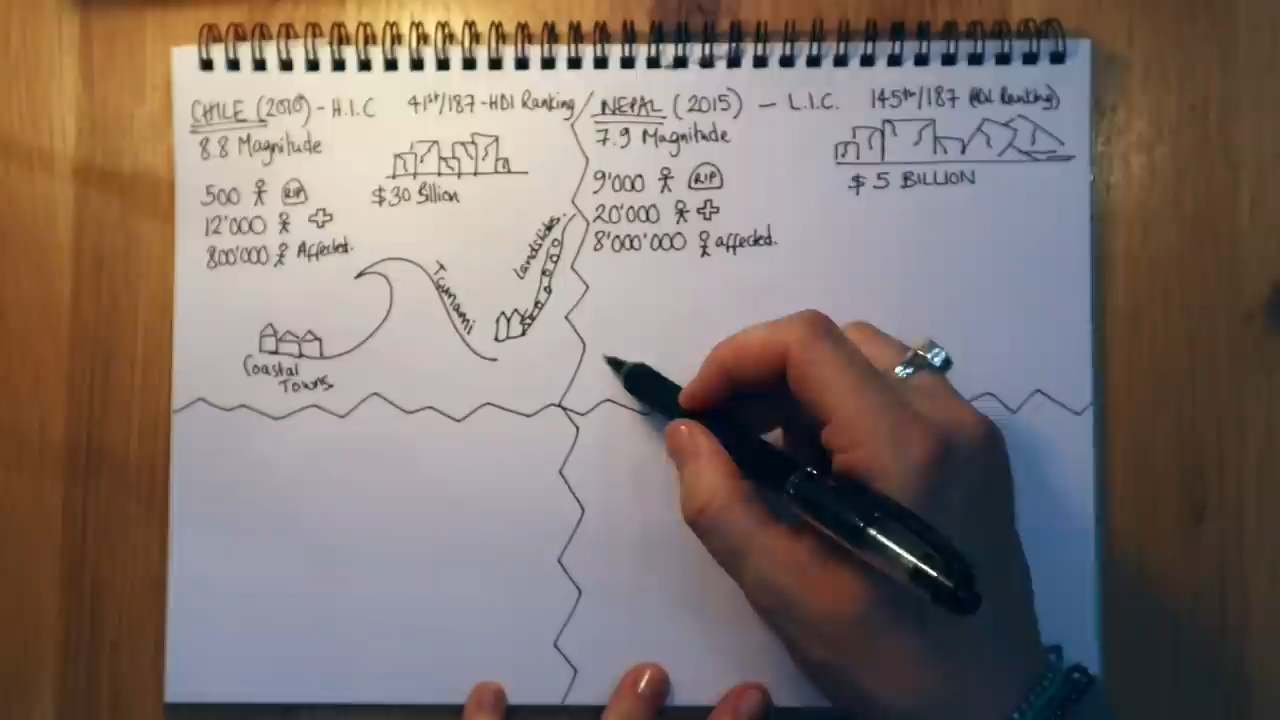 CHILE (2010) - H.I.C 41st/187 - HDI Ranking
8.8 Magnitude
500 RIP
12'000
800'000 Affected.
$30 Billion
Landslides.
Tsunami
Coastal
Towns
NEPAL (2015) - L.I.C. 145th/187 HDI Ranking)
7.9 Magnitude
9'000 RIP
20'000
8'000'000 affected.
$5 BILLION